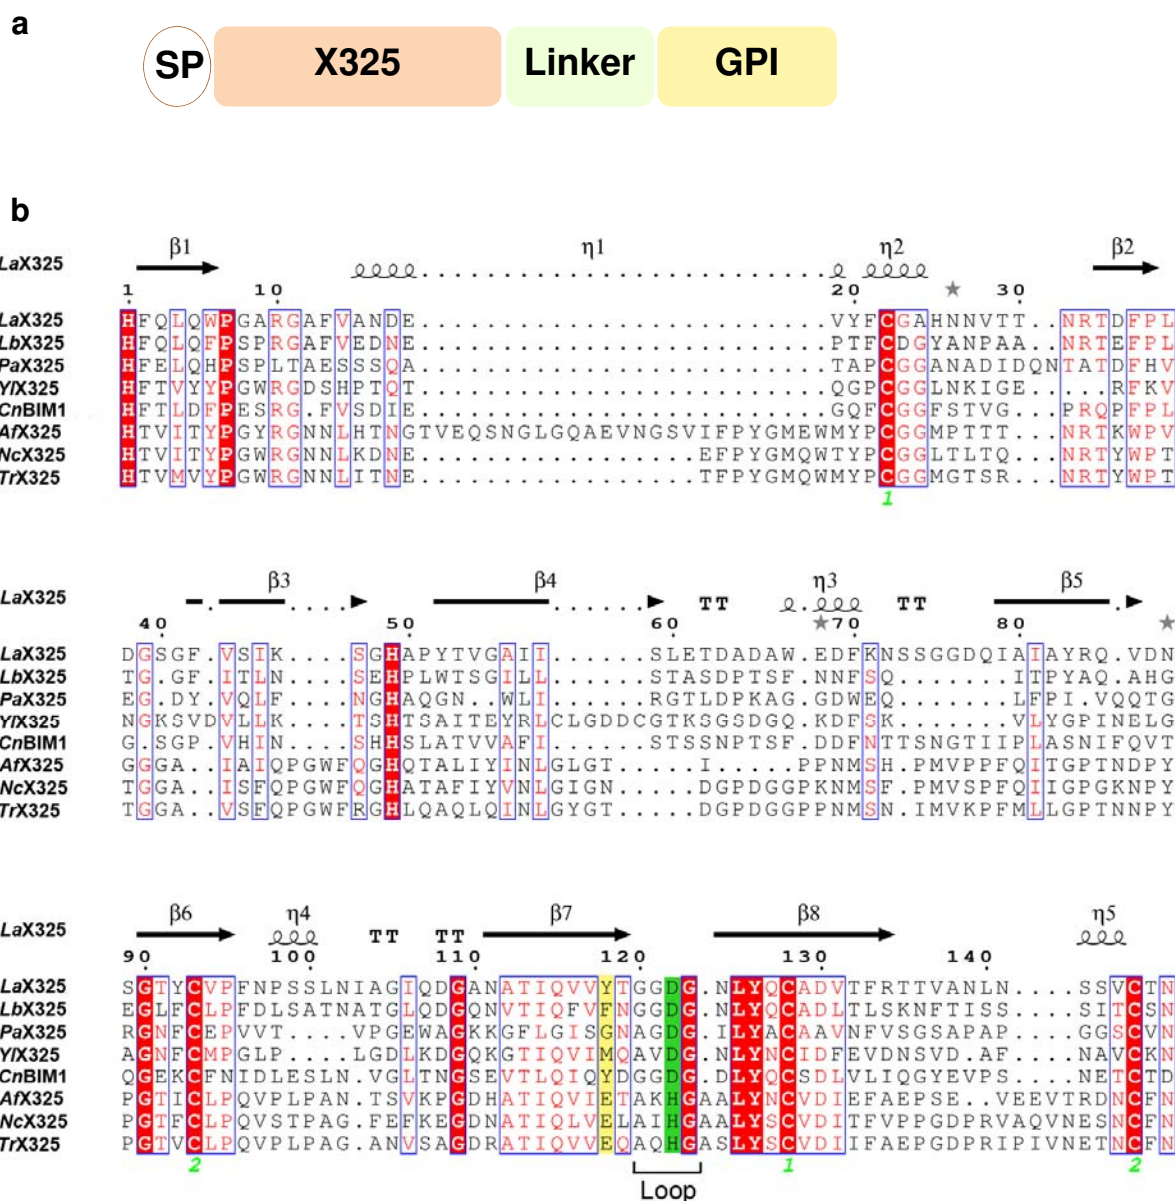 a
SP X325 Linker GPI
b
β1 η1 η2 β2
LaX325
1 10 20 30
LaX325 HFQLQWPGARGAFVANDE..........................VYFCGAHNNVTT..NRTDFPL
LbX325 HFQLQFPSPRGAFVEDNE..........................PTFCDGYANPAA..NRTEFPL
PaX325 HFELQHPSPLTAESSSQA..........................TAPCGGANADIDQNTATDFHV
YlX325 HFTVYYPGWRGDSHPTQT..........................QGPCGGLNKIGE.....RFKV
CnBIM1 HFTLDFPESRG.FVSDIE..........................GQFCGGFSTVG...PRQPFPL
AfX325 HTVITYPGYRGNNLHTNGTVEQSNGLGQAEVNGSVIFPYGMEWMYPCGGMPTTT...NRTKWPV
NcX325 HTVITYPGWRGNNLKDNE.................EFPYGMQWTYPCGGLTLTQ...NRTYWPT
TrX325 HTVMVYPGWRGNNLITNE.................TFPYGMQWMYPCGGMGTSR...NRTYWPT
1
β3 β4 η3 β5
LaX325 TT TT
40 50 60 70 80
LaX325 DGSGF.VSIK....SGHAPYTVGAII......SLETDADAW.EDFKNSSGGDQIAIAYRQ.VDN
LbX325 TG.GF.ITLN....SEHPLWTSGILL......STASDPTSF.NNFSQ.......ITPYAQ.AHG
PaX325 EG.DY.VQLF....NGHAQGN.WLI.......RGTLDPKAG.GDWEQ.......LFPI.VQQTG
YlX325 NGKSVDVLLK....TSHTSAITEYRLCLGDDCGTKSGSDGQ.KDFSK.......VLYGPINELG
CnBIM1 G.SGP.VHIN....SHHSLATVVAFI......STSSNPTSF.DDFNTTSNGTIIPLASNIFQVT
AfX325 GGGA..IAIQPGWFQGHQTALIYINLGLGT.....I.....PPNMSH.PMVPPFQITGPTNDPY
NcX325 TGGA..ISFQPGWFQGHATAFIYVNLGIGN.....DGPDGGPKNMSF.PMVSPFQIIGPGKNPY
TrX325 TGGA..VSFQPGWFRGHLQAQLQINLGYGT.....DGPDGGPPNMSN.IMVKPFMLLGPTNNPY
β6 η4 β7 β8 η5
LaX325 TT TT
90 100 110 120 130 140
LaX325 SGTYCVPFNPSSLNIAGIQDGANATIQVVYTGGDG.NLYQCADVTFRTTVANLN....SSVCTN
LbX325 EGLFCLPFDLSATNATGLQDGQNVTIQFVFNGGDG.NLYQCADLTLSKNFTISS....SITCSN
PaX325 RGNFCEPVVT....VPGEWAGKKGFLGISGNAGDG.ILYACAAVNFVSGSAPAP....GGSCVN
YlX325 AGNFCMPGLP....LGDLKDGQKGTIQVIMQAVDG.NLYNCIDFEVDNSVD.AF....NAVCKN
CnBIM1 QGEKCFNIDLESLN.VGLTNGSEVTLQIQYDGGDG.DLYQCSDLVLIQGYEVPS....NETCTD
AfX325 PGTICLPQVPLPAN.TSVKPGDHATIQVIETAKHGAALYNCVDIEFAEPSE..VEEVTRDNCFN
NcX325 PGTFCLPQVSTPAG.FEFKEGDNATIQLVELAIHGAALYSCVDITFVPPGDPRVAQVNETNCFN
TrX325 PGTVCLPQVPLPAG.ANVSAGDRATIQVVEQAQHGASLYSCVDIIFAEPGDPRIPIVNETNCFN
2 1 2
Loop